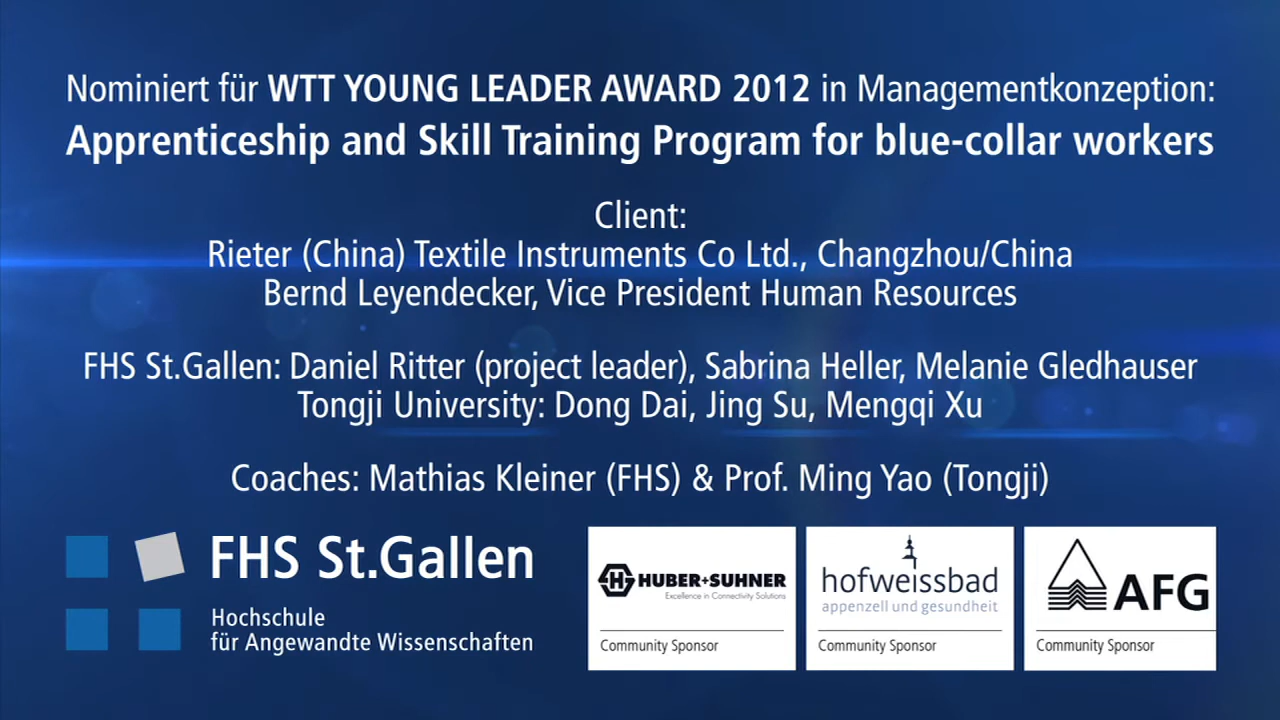 Nominiert für WTT YOUNG LEADER AWARD 2012 in Managementkonzeption:
Apprenticeship and Skill Training Program for blue-collar workers
Client:
Rieter (China) Textile Instruments Co Ltd., Changzhou/China
Bernd Leyendecker, Vice President Human Resources
FHS St.Gallen: Daniel Ritter (project leader), Sabrina Heller, Melanie Gledhauser
Tongji University: Dong Dai, Jing Su, Mengqi Xu
Coaches: Mathias Kleiner (FHS) & Prof. Ming Yao (Tongji)
FHS St.Gallen
Hochschule
für Angewandte Wissenschaften
H HUBER+SUHNER
Excellence in Connectivity Solutions
Community Sponsor
hofweissbad
appenzell und gesundheit
Community Sponsor
AFG
Community Sponsor